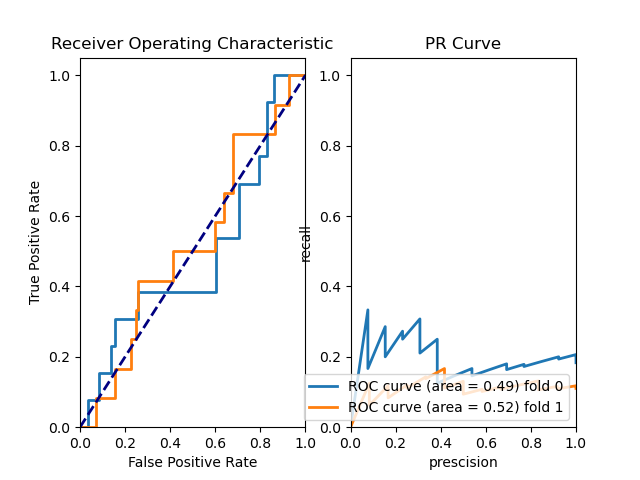 Receiver Operating Characteristic
PR Curve
True Positive Rate
1.0
0.8
0.6
0.4
0.2
0.0
0.0 0.2 0.4 0.6 0.8 1.0
False Positive Rate
recall
1.0
0.8
0.6
0.4
0.2
0.0
0.0 0.2 0.4 0.6 0.8 1.0
prescision
ROC curve (area = 0.49) fold 0
ROC curve (area = 0.52) fold 1